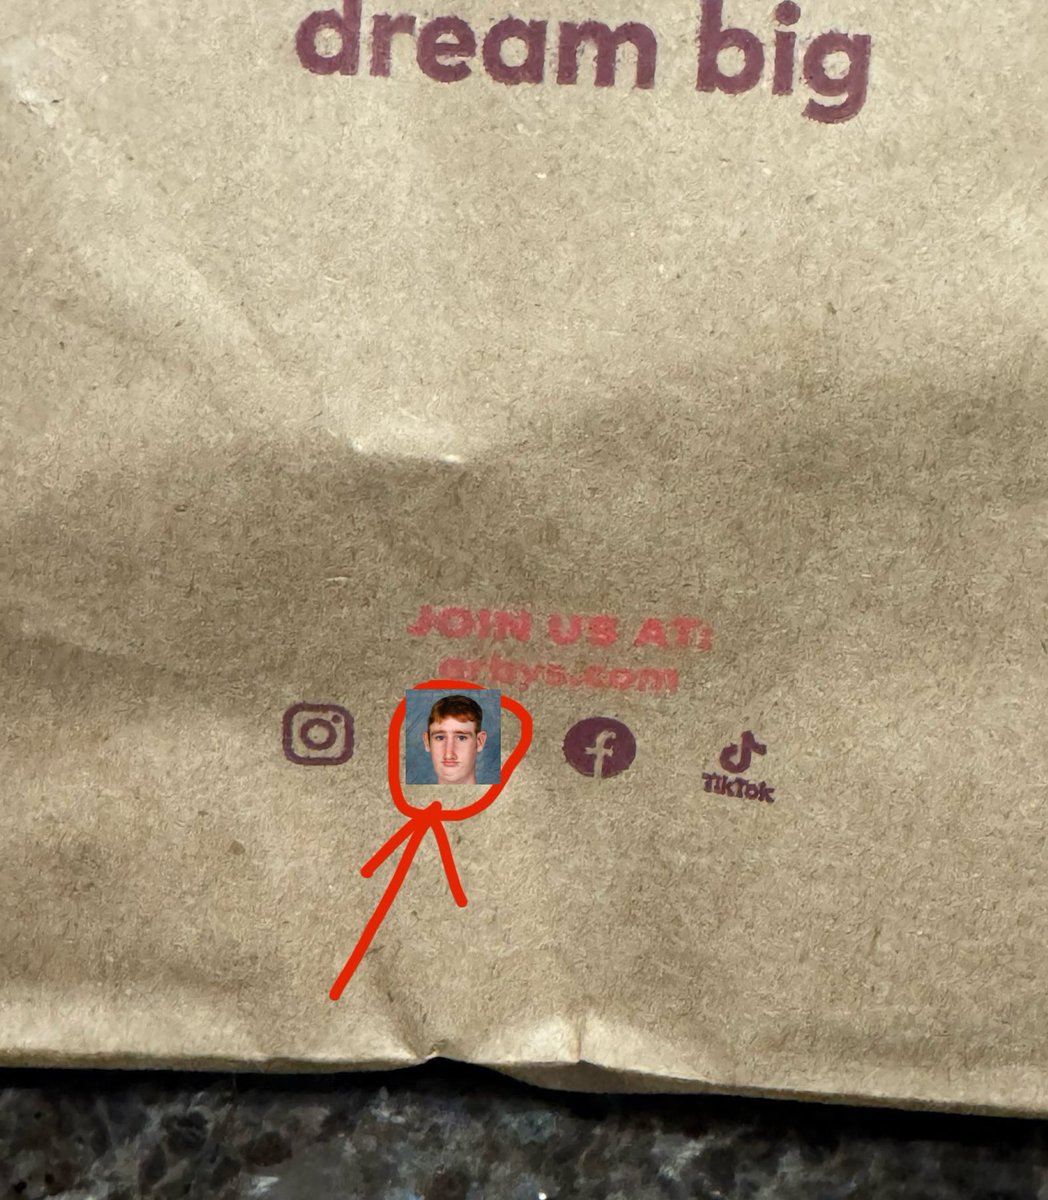 dream big
JOIN US AT:
arbys.com
TikTok